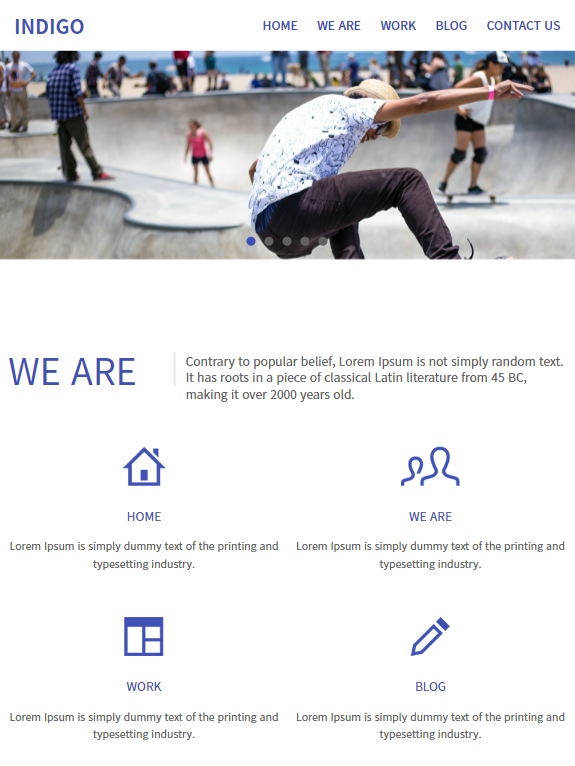 INDIGO
HOME WE ARE WORK BLOG CONTACT US
WE ARE
Contrary to popular belief, Lorem Ipsum is not simply random text.
It has roots in a piece of classical Latin literature from 45 BC,
making it over 2000 years old.
HOME
Lorem Ipsum is simply dummy text of the printing and
typesetting industry.
WE ARE
Lorem Ipsum is simply dummy text of the printing and
typesetting industry.
WORK
Lorem Ipsum is simply dummy text of the printing and
typesetting industry.
BLOG
Lorem Ipsum is simply dummy text of the printing and
typesetting industry.